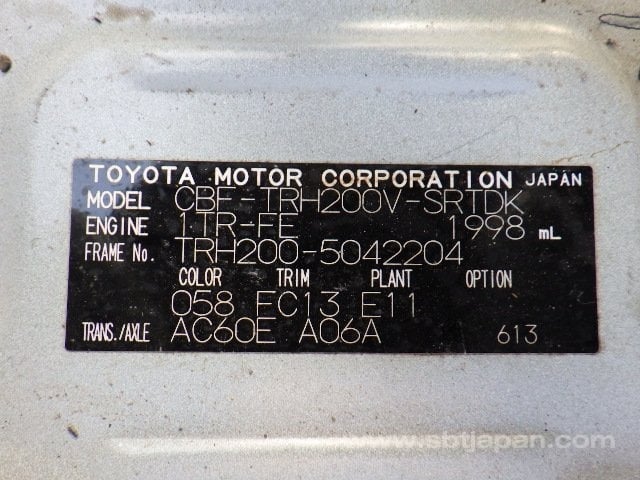 TOYOTA MOTOR CORPORATION JAPAN
MODEL CBF-TRH200V-SRTDK
ENGINE 1TR-FE 1998 mL
FRAME No. TRH200-5042204
COLOR TRIM PLANT OPTION
058 FC13 E11
TRANS./AXLE AC60E A06A 613
www.sbtjapan.com